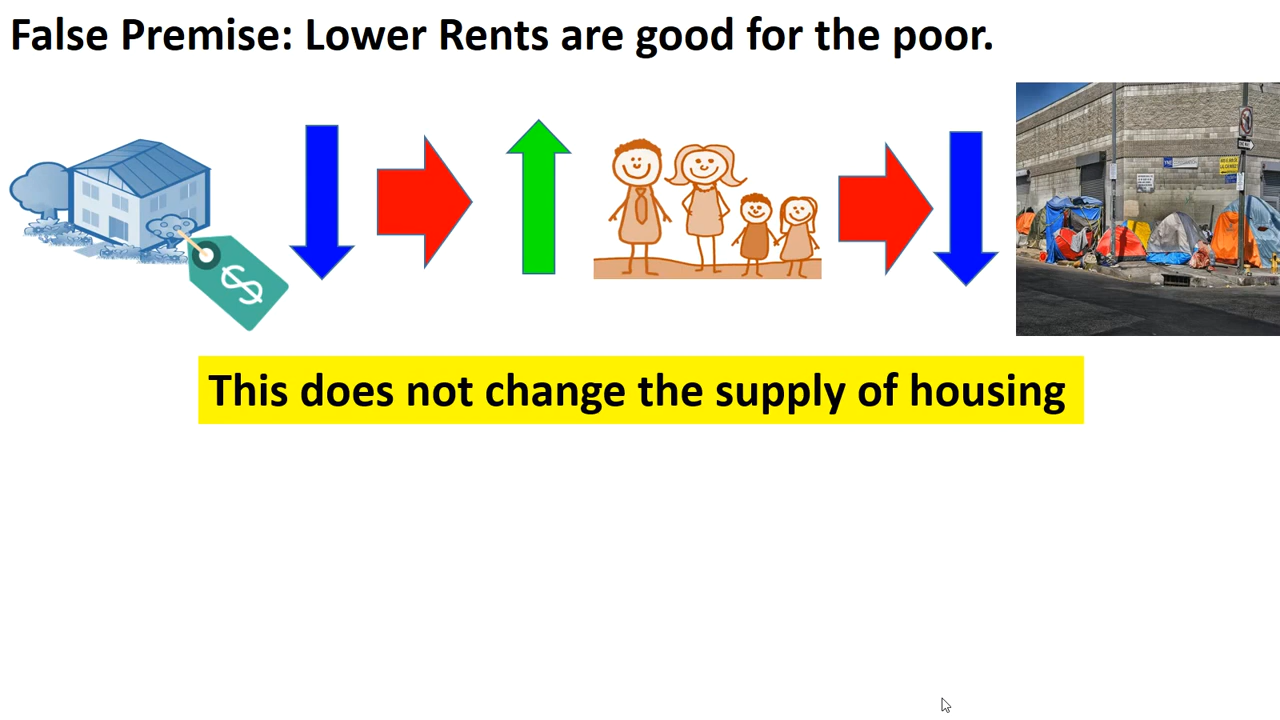 False Premise: Lower Rents are good for the poor.
$
This does not change the supply of housing